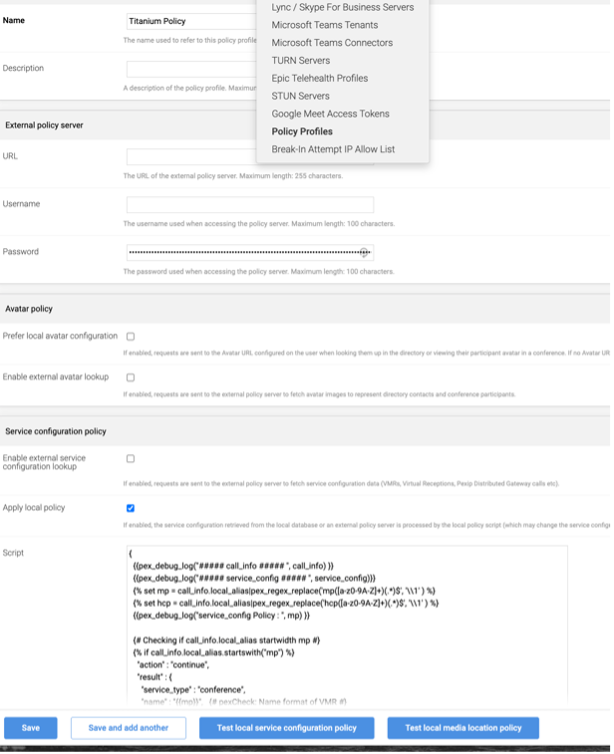 Lync / Skype For Business Servers
Name
Titanium Policy
Microsoft Teams Tenants
The name used to refer to this policy profile
Microsoft Teams Connectors
TURN Servers
Description
Epic Telehealth Profiles
A description of the policy profile. Maximum
STUN Servers
Google Meet Access Tokens
Policy Profiles
Break-In Attempt IP Allow List
External policy server
URL
The URL of the external policy server. Maximum length: 255 characters.
Username
The username used when accessing the policy server. Maximum length: 100 characters.
Password
The password used when accessing the policy server. Maximum length: 100 characters.
Avatar policy
Prefer local avatar configuration
If enabled, requests are sent to the Avatar URL configured on the user when looking them up in the directory or viewing their participant avatar in a conference. If no Avatar UR
Enable external avatar lookup
If enabled, requests are sent to the external policy server to fetch avatar images to represent directory contacts and conference participants.
Service configuration policy
Enable external service
configuration lookup
If enabled, requests are sent to the external policy server to fetch service configuration data (VMRs, Virtual Receptions, Pexip Distributed Gateway calls etc).
Apply local policy
If enabled, the service configuration retrieved from the local database or an external policy server is processed by the local policy script (which may change the service config
Script
{
{{pex_debug_log("##### call_info ##### ", call_info) }}
{{pex_debug_log("##### service_config ##### ", service_config)}}
{% set mp = call_info.local_alias|pex_regex_replace('mp([a-z0-9A-Z]+)(.*)$', '\\1' ) %}
{% set hcp = call_info.local_alias|pex_regex_replace('hcp([a-z0-9A-Z]+)(.*)$', '\\1' ) %}
{{pex_debug_log("service_config Policy : ", mp) }}
{# Checking if call_info.local_alias startwidth mp #}
{% if call_info.local_alias.startswith("mp") %}
"action" : "continue",
"result" : {
"service_type" : "conference",
"name" : "{{mp}}", {# pexCheck: Name format of VMR #}
Save
Save and add another
Test local service configuration policy
Test local media location policy